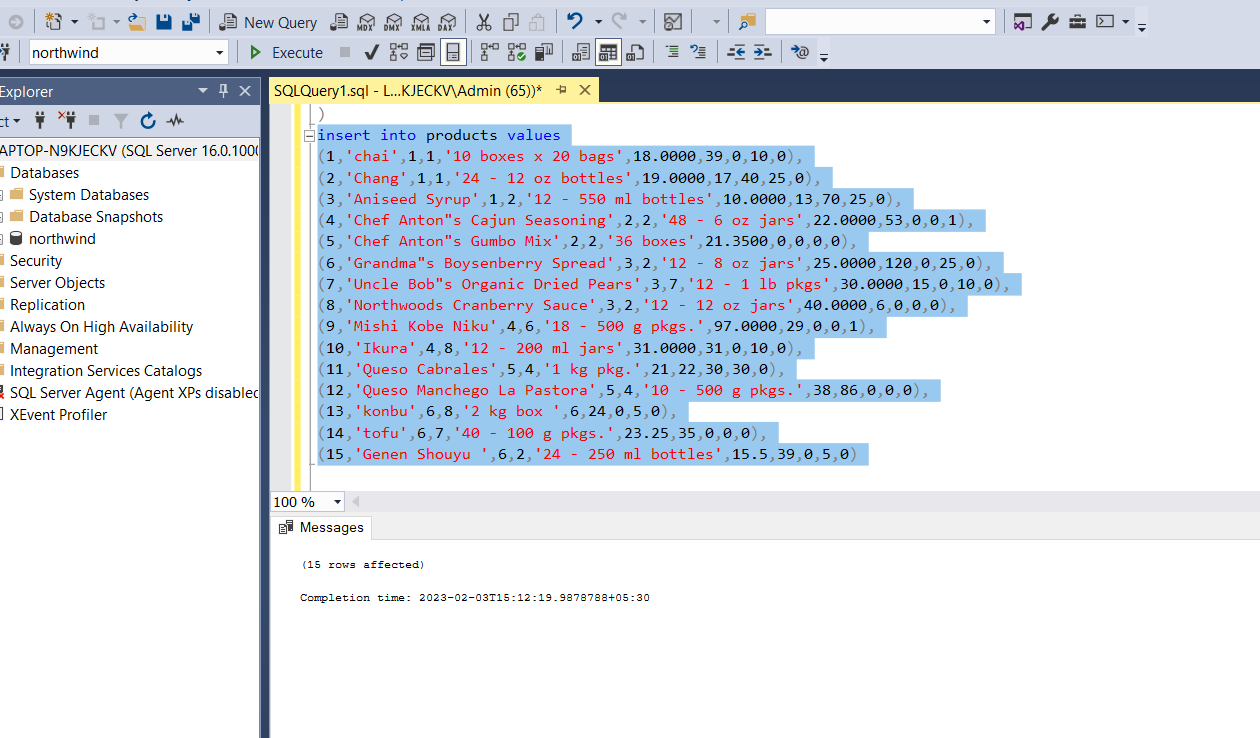 New Query
MDX DMX XMLA DAX
northwind
Execute
Explorer
SQLQuery1.sql - L...KJECKV\Admin (65))*
ct
APTOP-N9KJECKV (SQL Server 16.0.1000
Databases
System Databases
Database Snapshots
northwind
Security
Server Objects
Replication
Always On High Availability
Management
Integration Services Catalogs
SQL Server Agent (Agent XPs disabled
XEvent Profiler
)
insert into products values
(1,'chai',1,1,'10 boxes x 20 bags',18.0000,39,0,10,0),
(2,'Chang',1,1,'24 - 12 oz bottles',19.0000,17,40,25,0),
(3,'Aniseed Syrup',1,2,'12 - 550 ml bottles',10.0000,13,70,25,0),
(4,'Chef Anton"s Cajun Seasoning',2,2,'48 - 6 oz jars',22.0000,53,0,0,1),
(5,'Chef Anton"s Gumbo Mix',2,2,'36 boxes',21.3500,0,0,0,0),
(6,'Grandma"s Boysenberry Spread',3,2,'12 - 8 oz jars',25.0000,120,0,25,0),
(7,'Uncle Bob"s Organic Dried Pears',3,7,'12 - 1 lb pkgs',30.0000,15,0,10,0),
(8,'Northwoods Cranberry Sauce',3,2,'12 - 12 oz jars',40.0000,6,0,0,0),
(9,'Mishi Kobe Niku',4,6,'18 - 500 g pkgs.',97.0000,29,0,0,1),
(10,'Ikura',4,8,'12 - 200 ml jars',31.0000,31,0,10,0),
(11,'Queso Cabrales',5,4,'1 kg pkg.',21,22,30,30,0),
(12,'Queso Manchego La Pastora',5,4,'10 - 500 g pkgs.',38,86,0,0,0),
(13,'konbu',6,8,'2 kg box ',6,24,0,5,0),
(14,'tofu',6,7,'40 - 100 g pkgs.',23.25,35,0,0,0),
(15,'Genen Shouyu ',6,2,'24 - 250 ml bottles',15.5,39,0,5,0)
100 %
Messages
(15 rows affected)
Completion time: 2023-02-03T15:12:19.9878788+05:30